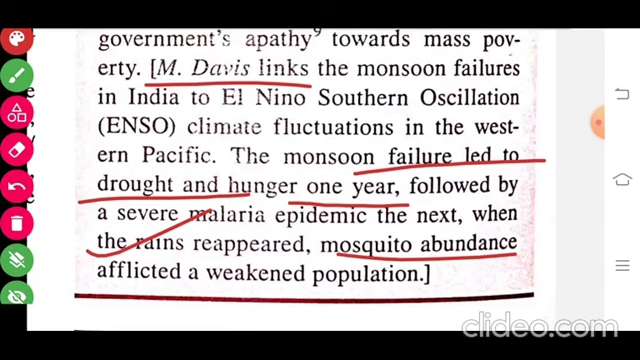 government's apathy⁹ towards mass pov-
erty. [M. Davis links the monsoon failures
in India to El Nino Southern Oscillation
(ENSO) climate fluctuations in the west-
ern Pacific. The monsoon failure led to
drought and hunger one year, followed by
a severe malaria epidemic the next, when
the rains reappeared, mosquito abundance
afflicted a weakened population.]
clideo.com